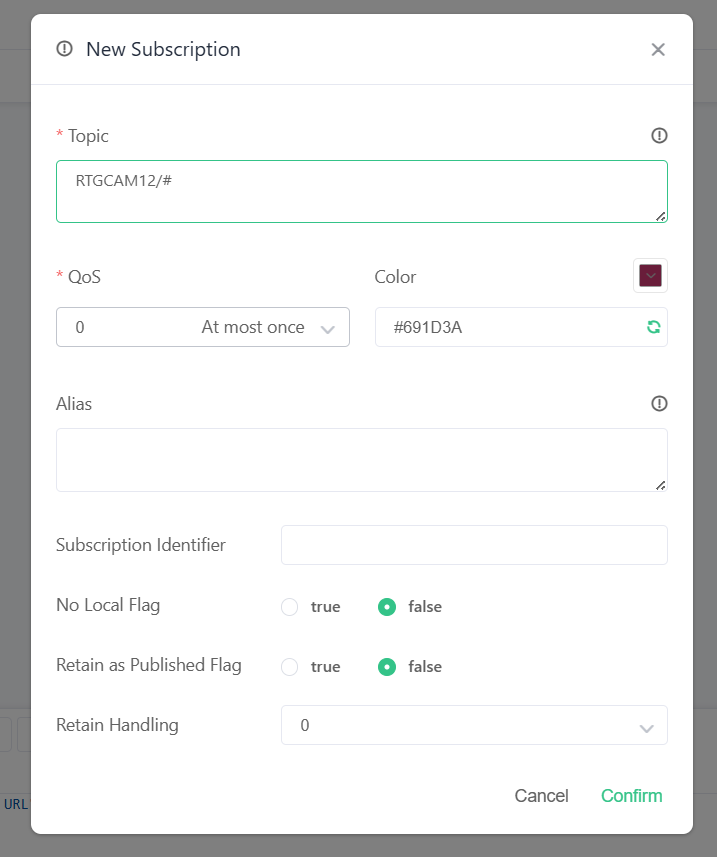 New Subscription
* Topic
RTGCAM12/#
* QoS
Color
0 At most once
#691D3A
Alias
Subscription Identifier
No Local Flag
true
false
Retain as Published Flag
true
false
Retain Handling
0
Cancel
Confirm
URL